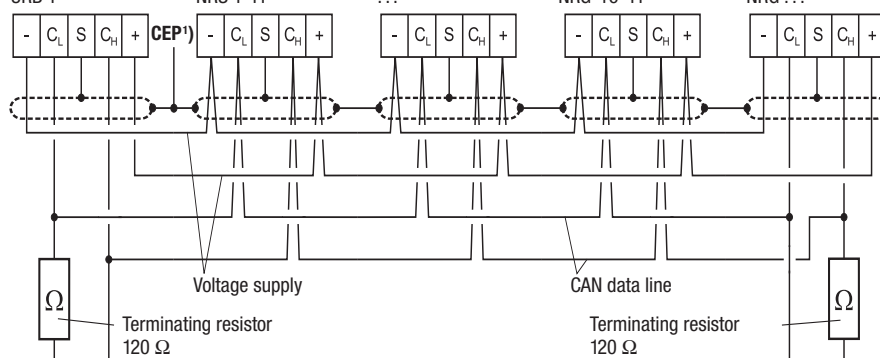 - C_L S C_H + CEP¹) - C_L S C_H + - C_L S C_H + - C_L S C_H + - C_L S C_H +
Voltage supply CAN data line
Ω Ω
Terminating resistor Terminating resistor
120 Ω 120 Ω